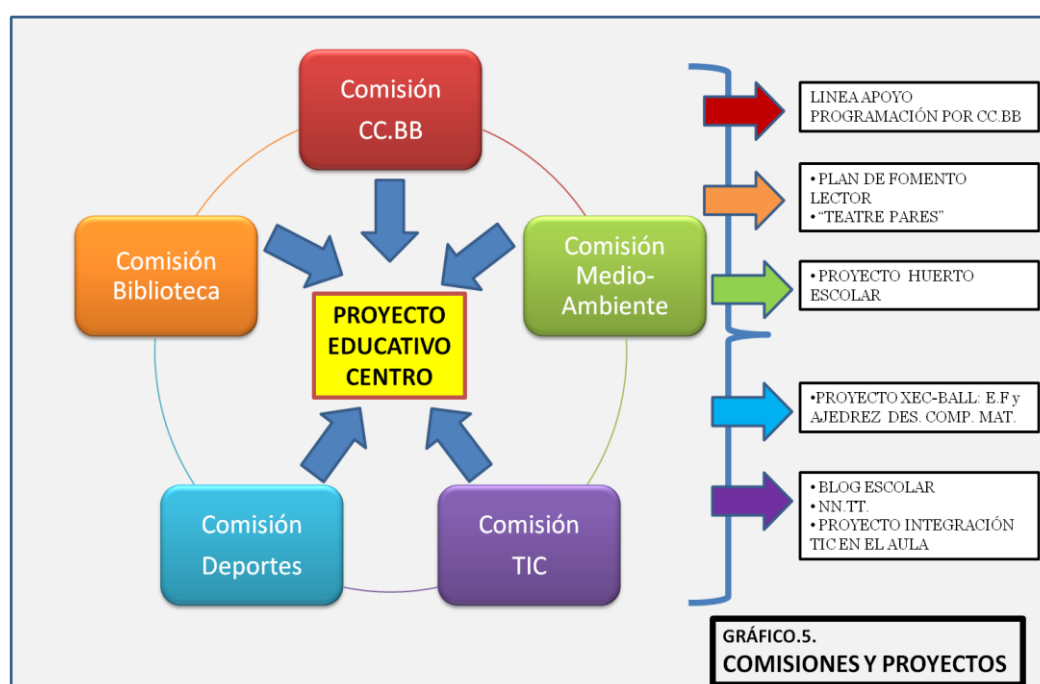 Comisión
CC.BB
Comisión
Biblioteca
Comisión
Medio-
Ambiente
PROYECTO
EDUCATIVO
CENTRO
Comisión
Deportes
Comisión
TIC
LINEA APOYO
PROGRAMACIÓN POR CC.BB
• PLAN DE FOMENTO
LECTOR
• “TEATRE PARES”
• PROYECTO HUERTO
ESCOLAR
•PROYECTO XEC-BALL: E.F y
AJEDREZ DES. COMP. MAT.
• BLOG ESCOLAR
• NN.TT.
• PROYECTO INTEGRACIÓN
TIC EN EL AULA
GRÁFICO.5.
COMISIONES Y PROYECTOS